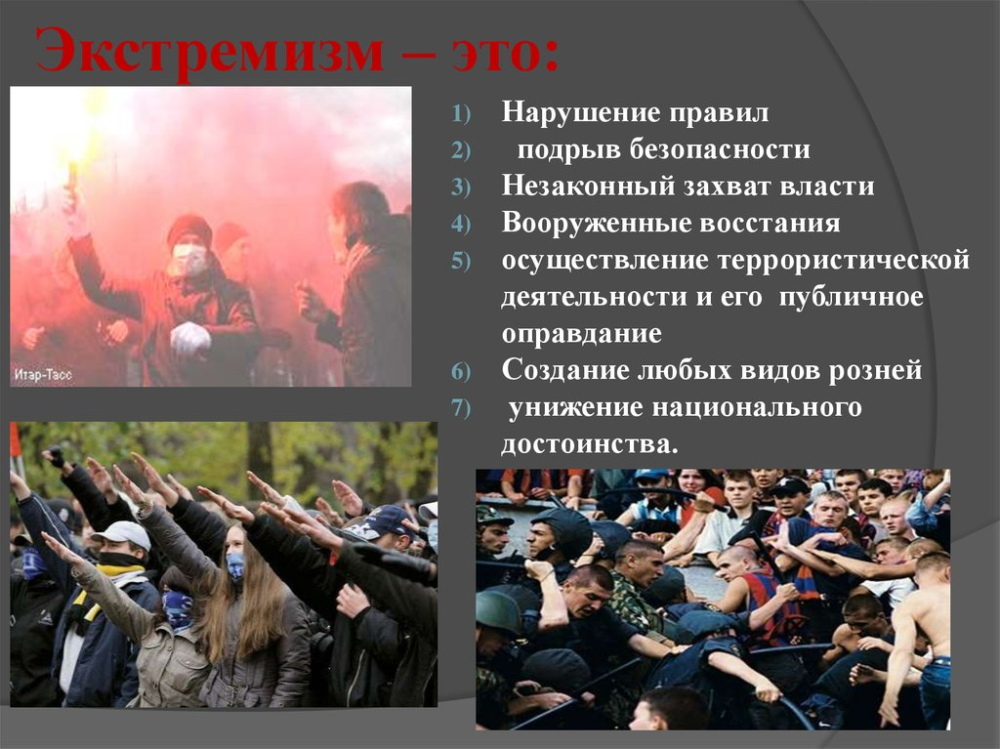 Экстремизм – это:
1) Нарушение правил
2) подрыв безопасности
3) Незаконный захват власти
4) Вооруженные восстания
5) осуществление террористической
деятельности и его публичное
оправдание
6) Создание любых видов розней
7) унижение национального
достоинства.
Итар-Тасс